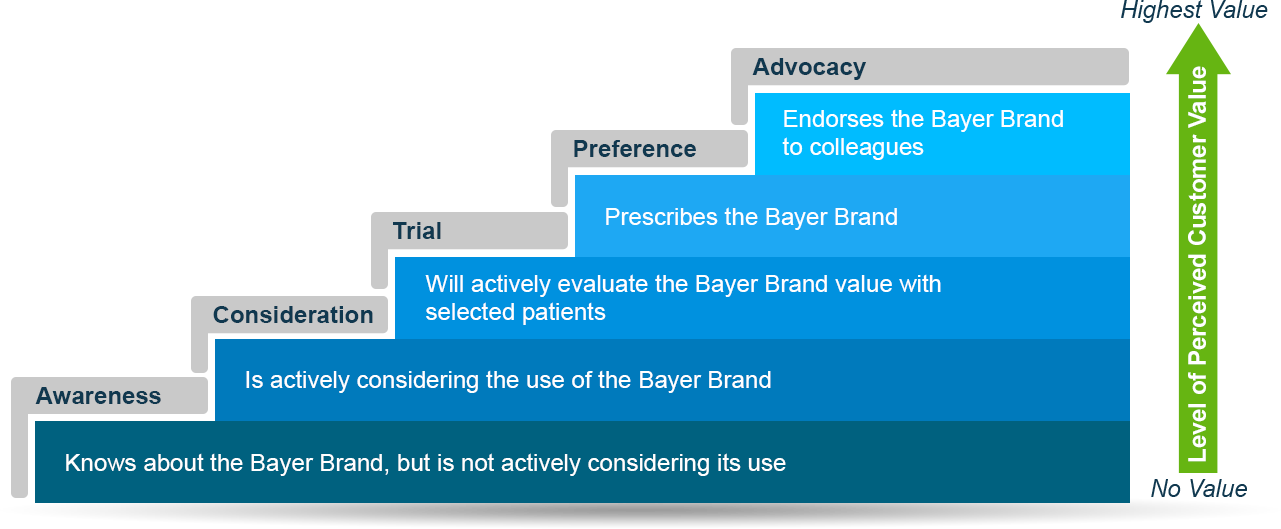 Highest Value
Advocacy
Endorses the Bayer Brand
to colleagues
Preference
Prescribes the Bayer Brand
Trial
Will actively evaluate the Bayer Brand value with
selected patients
Consideration
Is actively considering the use of the Bayer Brand
Awareness
Knows about the Bayer Brand, but is not actively considering its use
Level of Perceived Customer Value
No Value